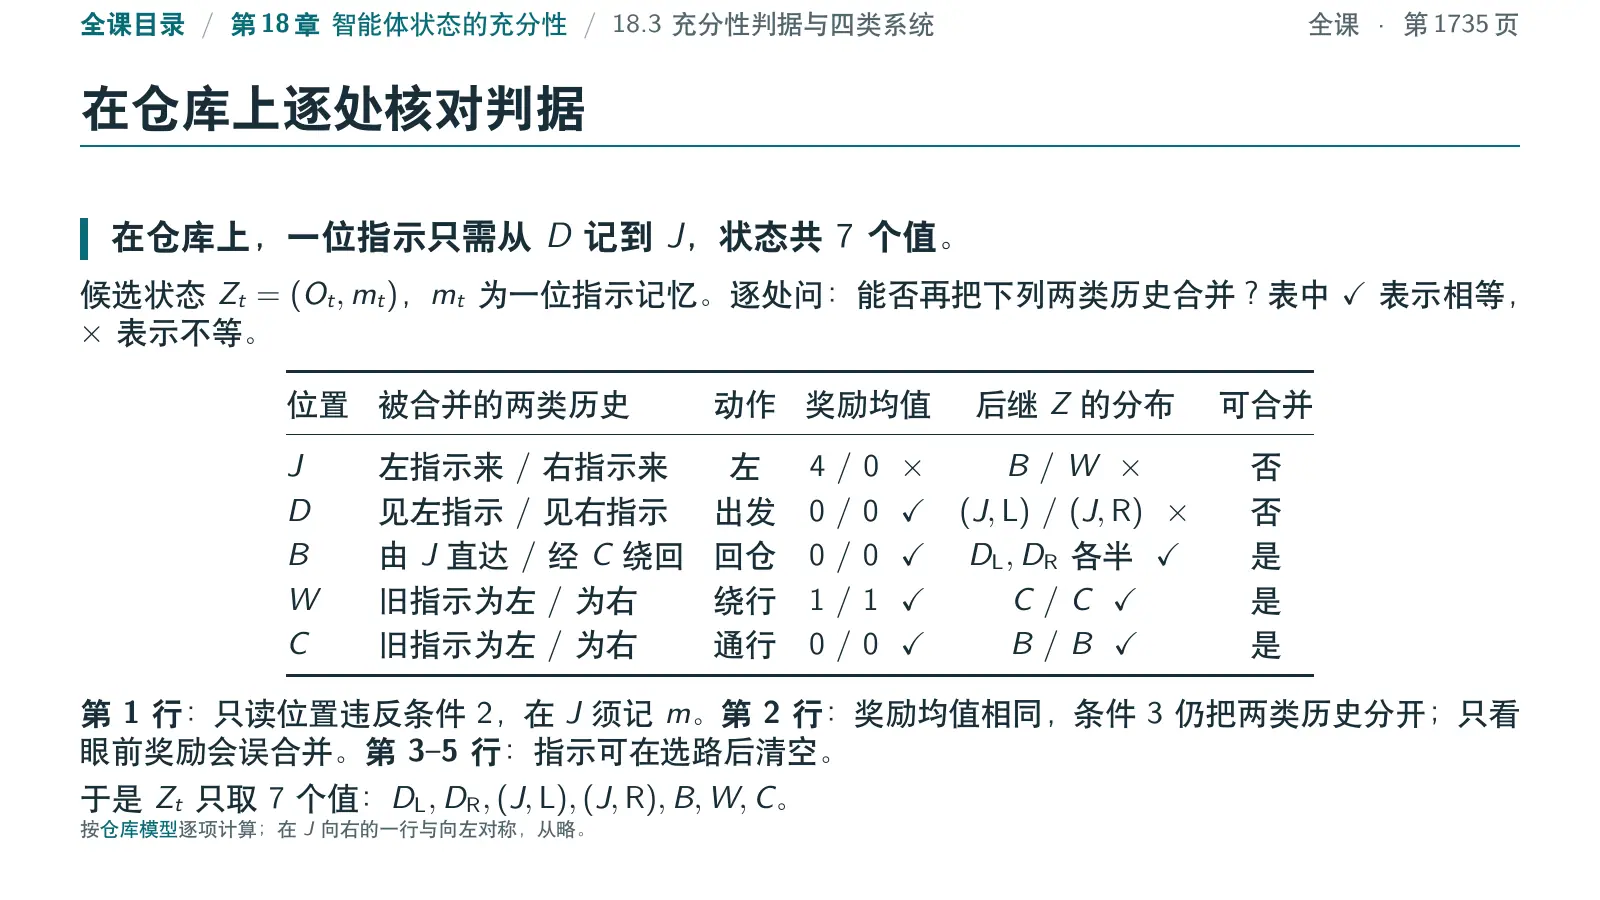 全课目录 / 第 18 章 智能体状态的充分性 / 18.3 充分性判据与四类系统
全课 · 第 1735 页
在仓库上逐处核对判据
在仓库上，一位指示只需从 D 记到 J，状态共 7 个值。
候选状态 Zₜ = (Oₜ, mₜ)，mₜ 为一位指示记忆。逐处问：能否再把下列两类历史合并？表中 ✓ 表示相等，
× 表示不等。
位置 被合并的两类历史 动作 奖励均值 后继 Z 的分布 可合并
J 左指示来 / 右指示来 左 4 / 0 × B / W × 否
D 见左指示 / 见右指示 出发 0 / 0 ✓ (J, L) / (J, R) × 否
B 由 J 直达 / 经 C 绕回 回仓 0 / 0 ✓ D_L, D_R 各半 ✓ 是
W 旧指示为左 / 为右 绕行 1 / 1 ✓ C / C ✓ 是
C 旧指示为左 / 为右 通行 0 / 0 ✓ B / B ✓ 是
第 1 行：只读位置违反条件 2，在 J 须记 m。第 2 行：奖励均值相同，条件 3 仍把两类历史分开；只看
眼前奖励会误合并。第 3–5 行：指示可在选路后清空。
于是 Zₜ 只取 7 个值：D_L, D_R, (J, L), (J, R), B, W, C。
按仓库模型逐项计算；在 J 向右的一行与向左对称，从略。